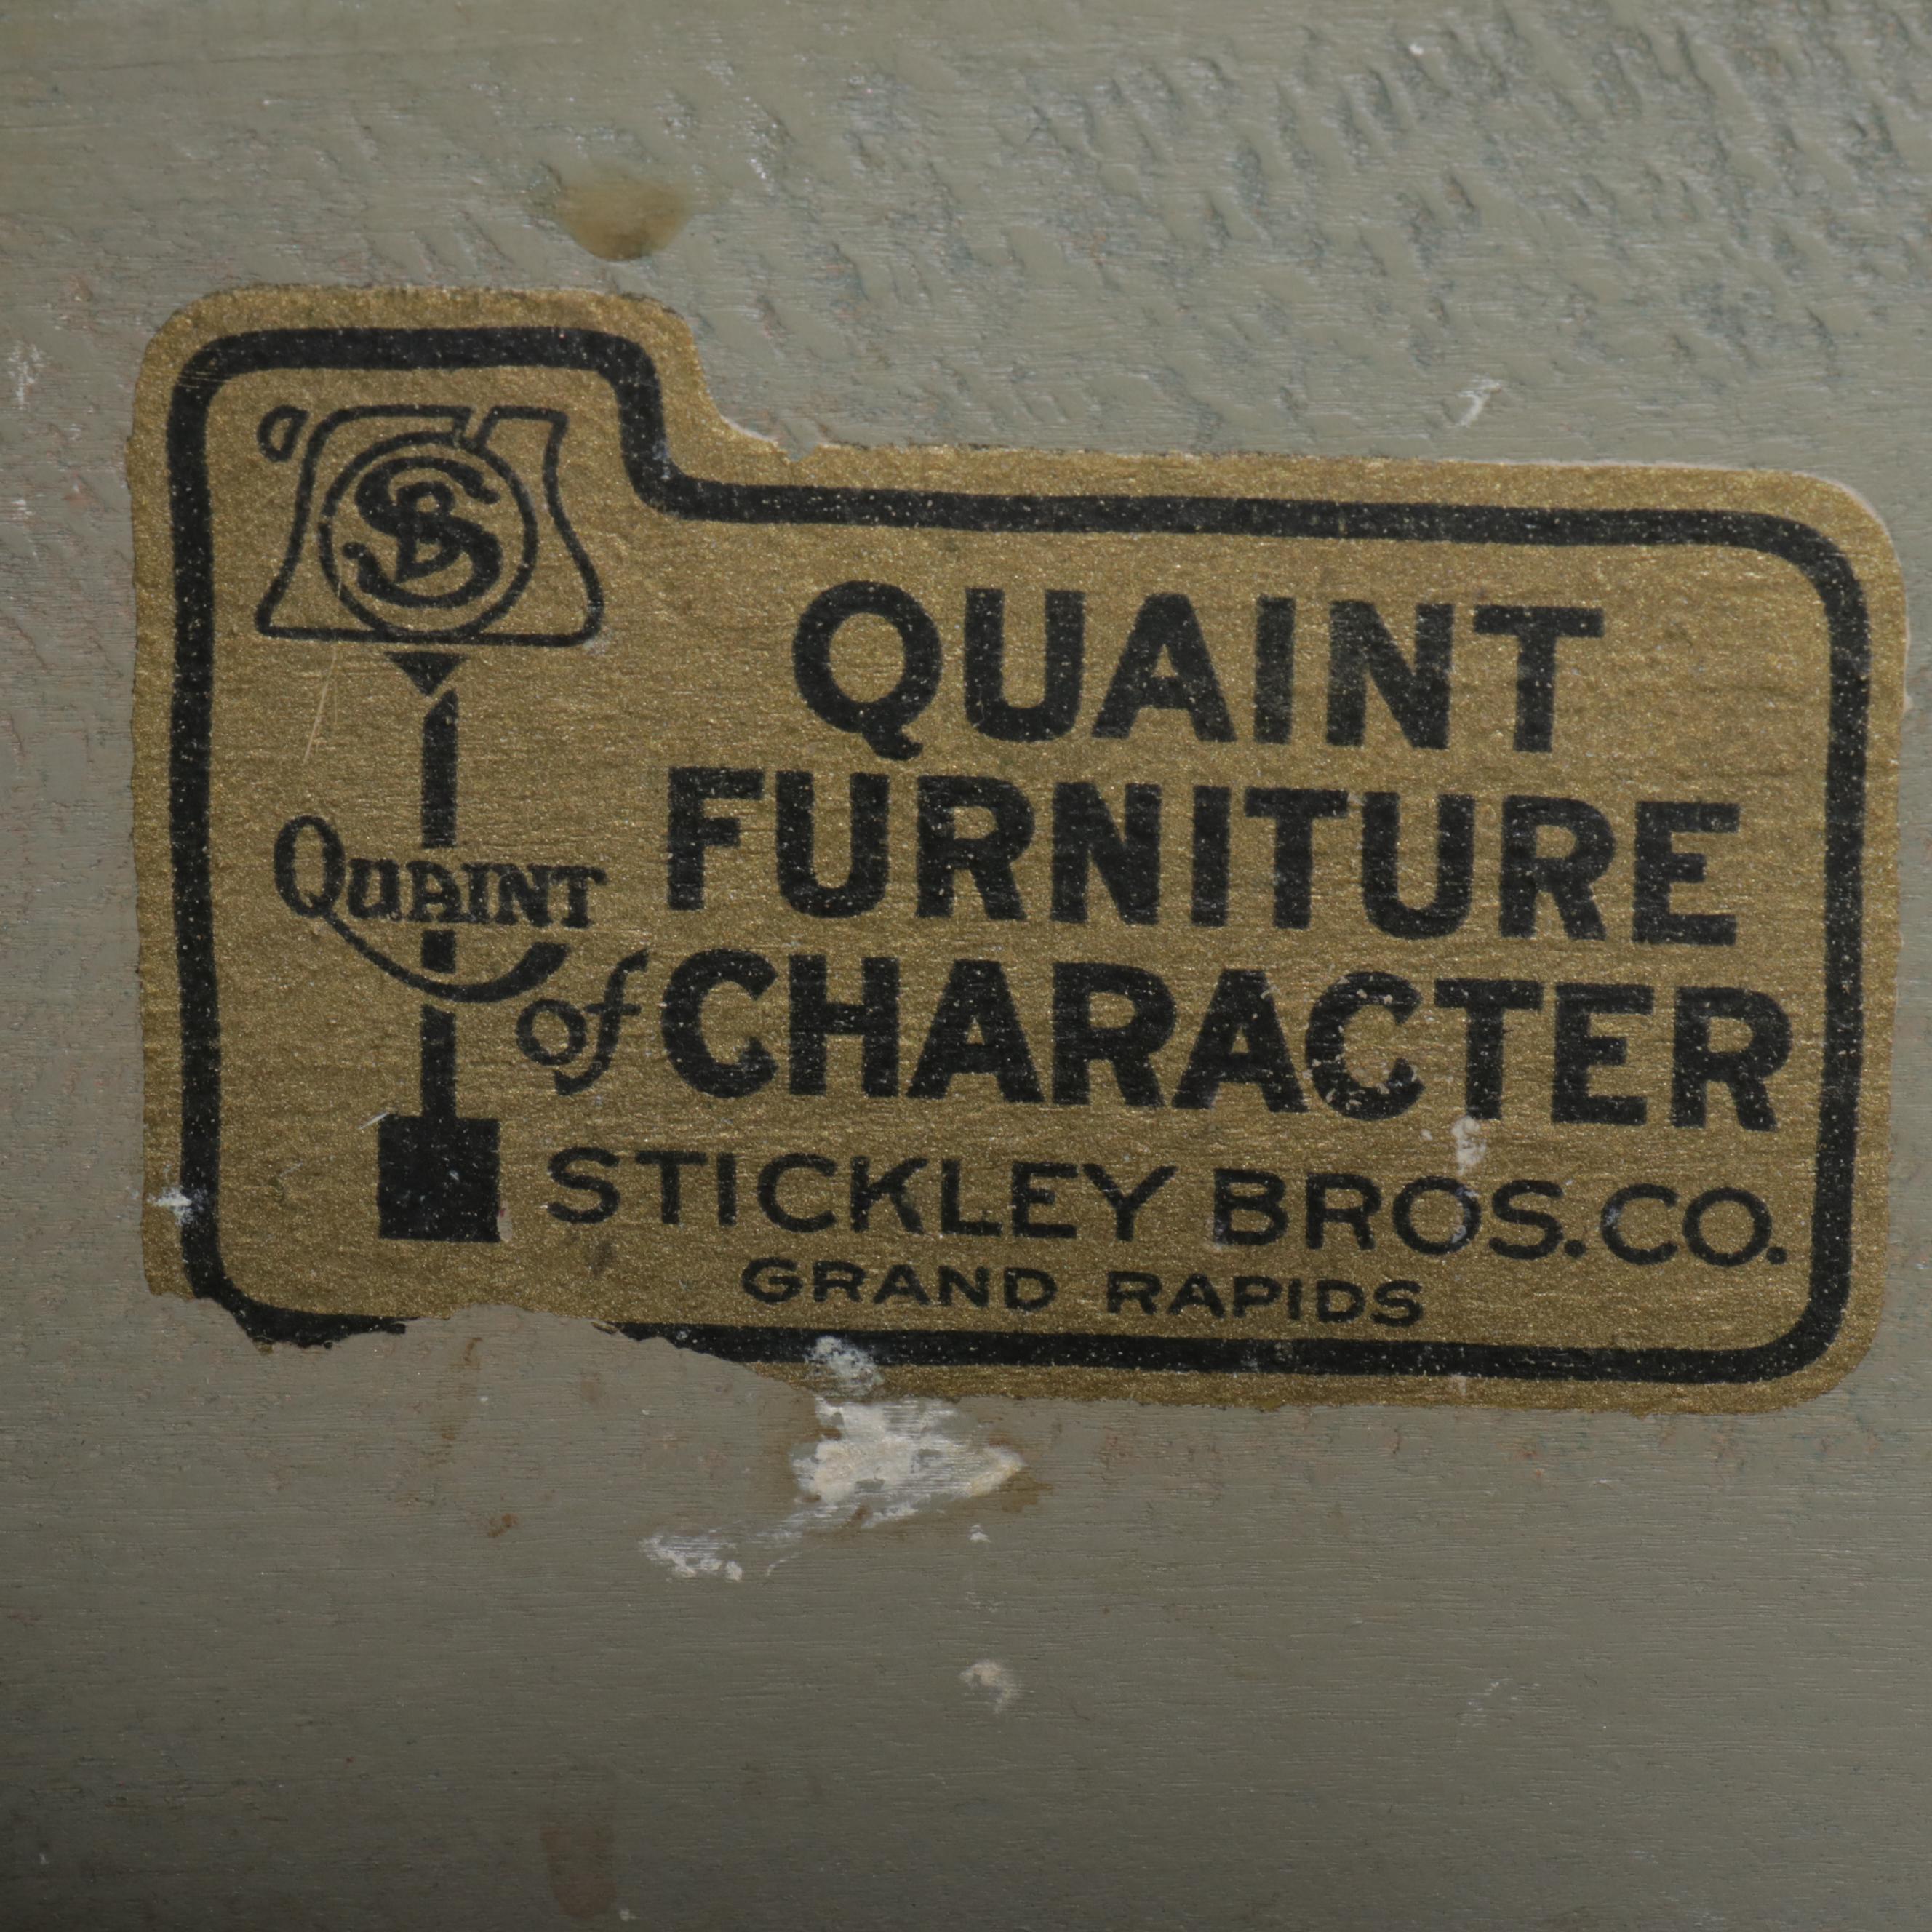 SB
QUAINT
QUAINT
FURNITURE
of CHARACTER
STICKLEY BROS. CO.
GRAND RAPIDS